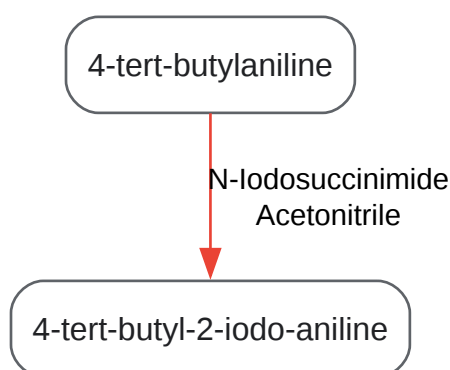 4-tert-butylaniline
N-Iodosuccinimide
Acetonitrile
4-tert-butyl-2-iodo-aniline